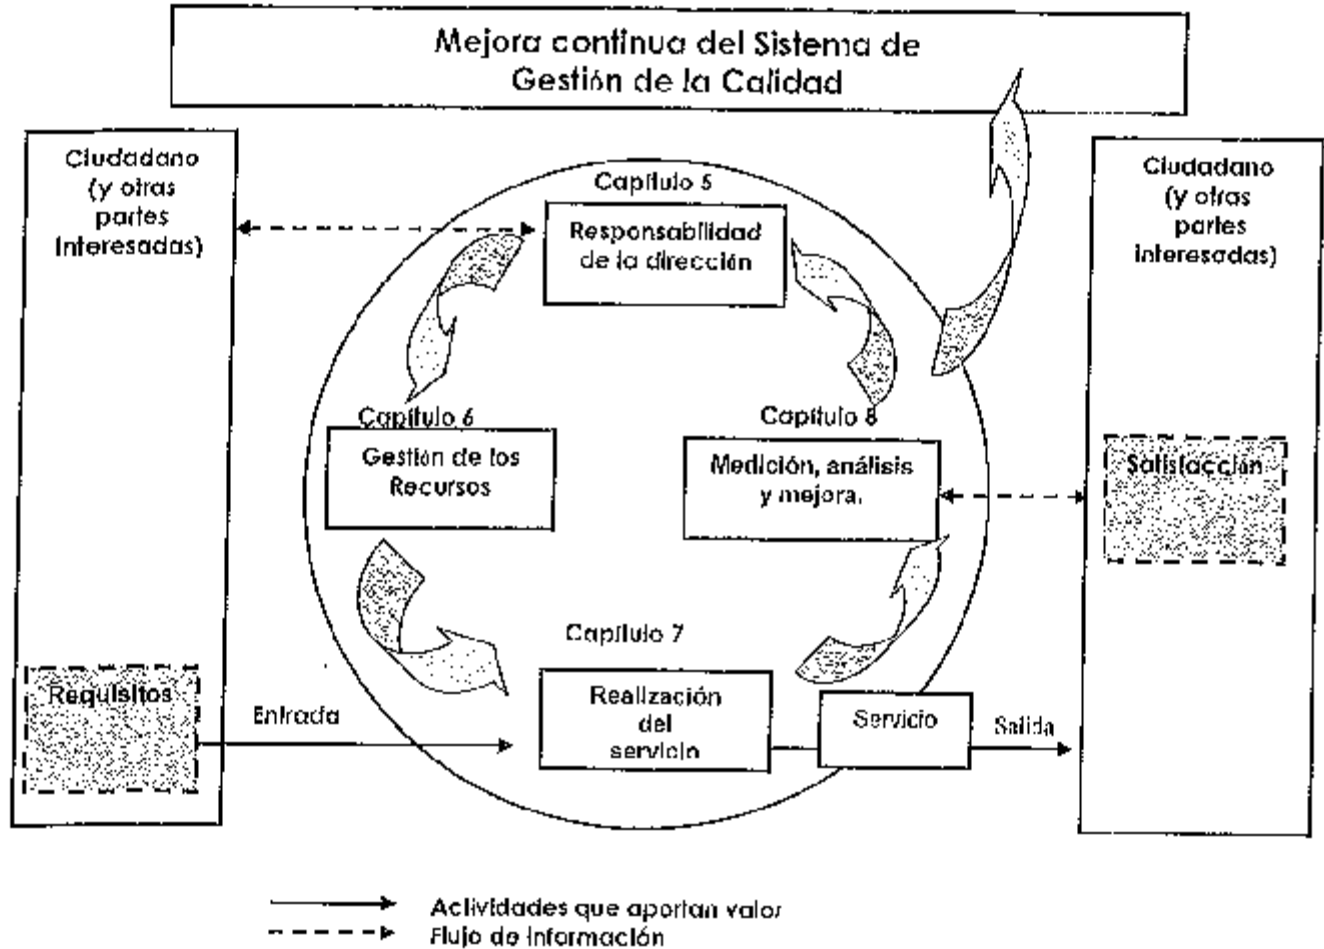 Mejora continua del Sistema de
Gestión de la Calidad
Ciudadano
(y otras
partes
interesadas)
Capítulo 5
Responsabilidad
de la dirección
Ciudadano
(y otras
partes
interesadas)
Capítulo 6
Gestión de los
Recursos
Capítulo 8
Medición, análisis
y mejora.
Satisfacción
Capítulo 7
Requisitos
Entrada
Realización
del
servicio
Servicio
Salida
Actividades que aportan valor
Flujo de información